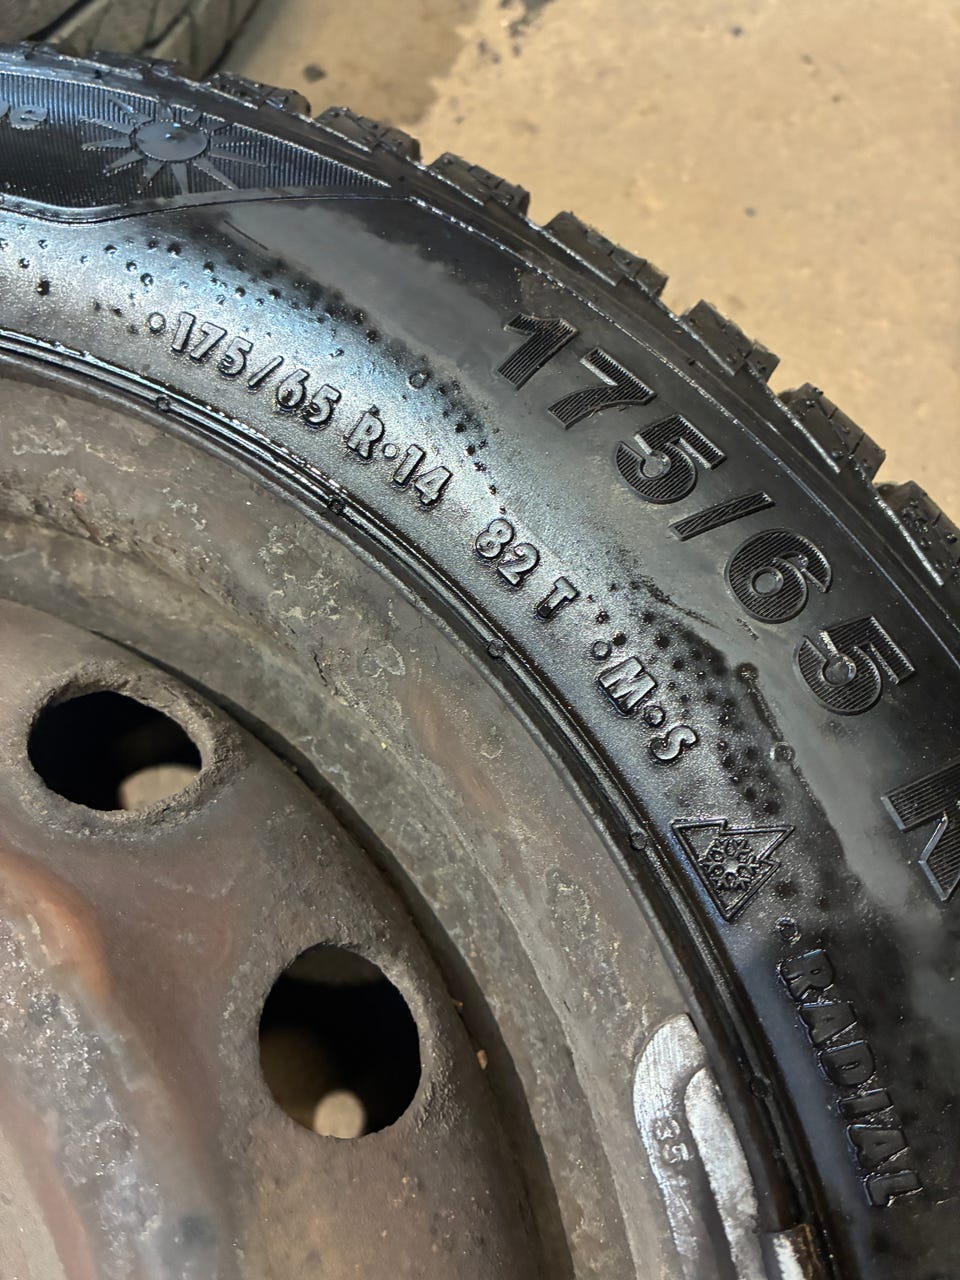 175/65 R
·175/65 R·14 82 T :M·S
·RADIAL
35